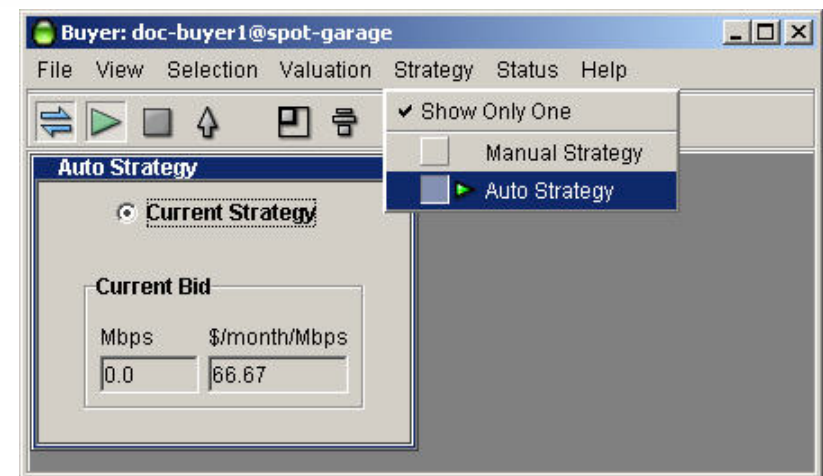 Buyer: doc-buyer1@spot-garage
File View Selection Valuation Strategy Status Help
Show Only One
Manual Strategy
Auto Strategy
Auto Strategy
Current Strategy
Current Bid
Mbps $/month/Mbps
0.0 66.67